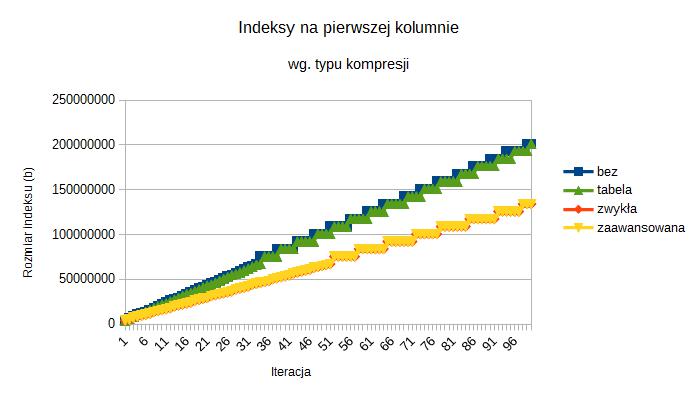 Indeksy na pierwszej kolumnie
wg. typu kompresji
250000000
200000000
150000000
100000000
50000000
0
Rozmiar indeksu (b)
1 6 11 16 21 26 31 36 41 46 51 56 61 66 71 76 81 86 91 96
Iteracja
bez
tabela
zwykła
zaawansowana